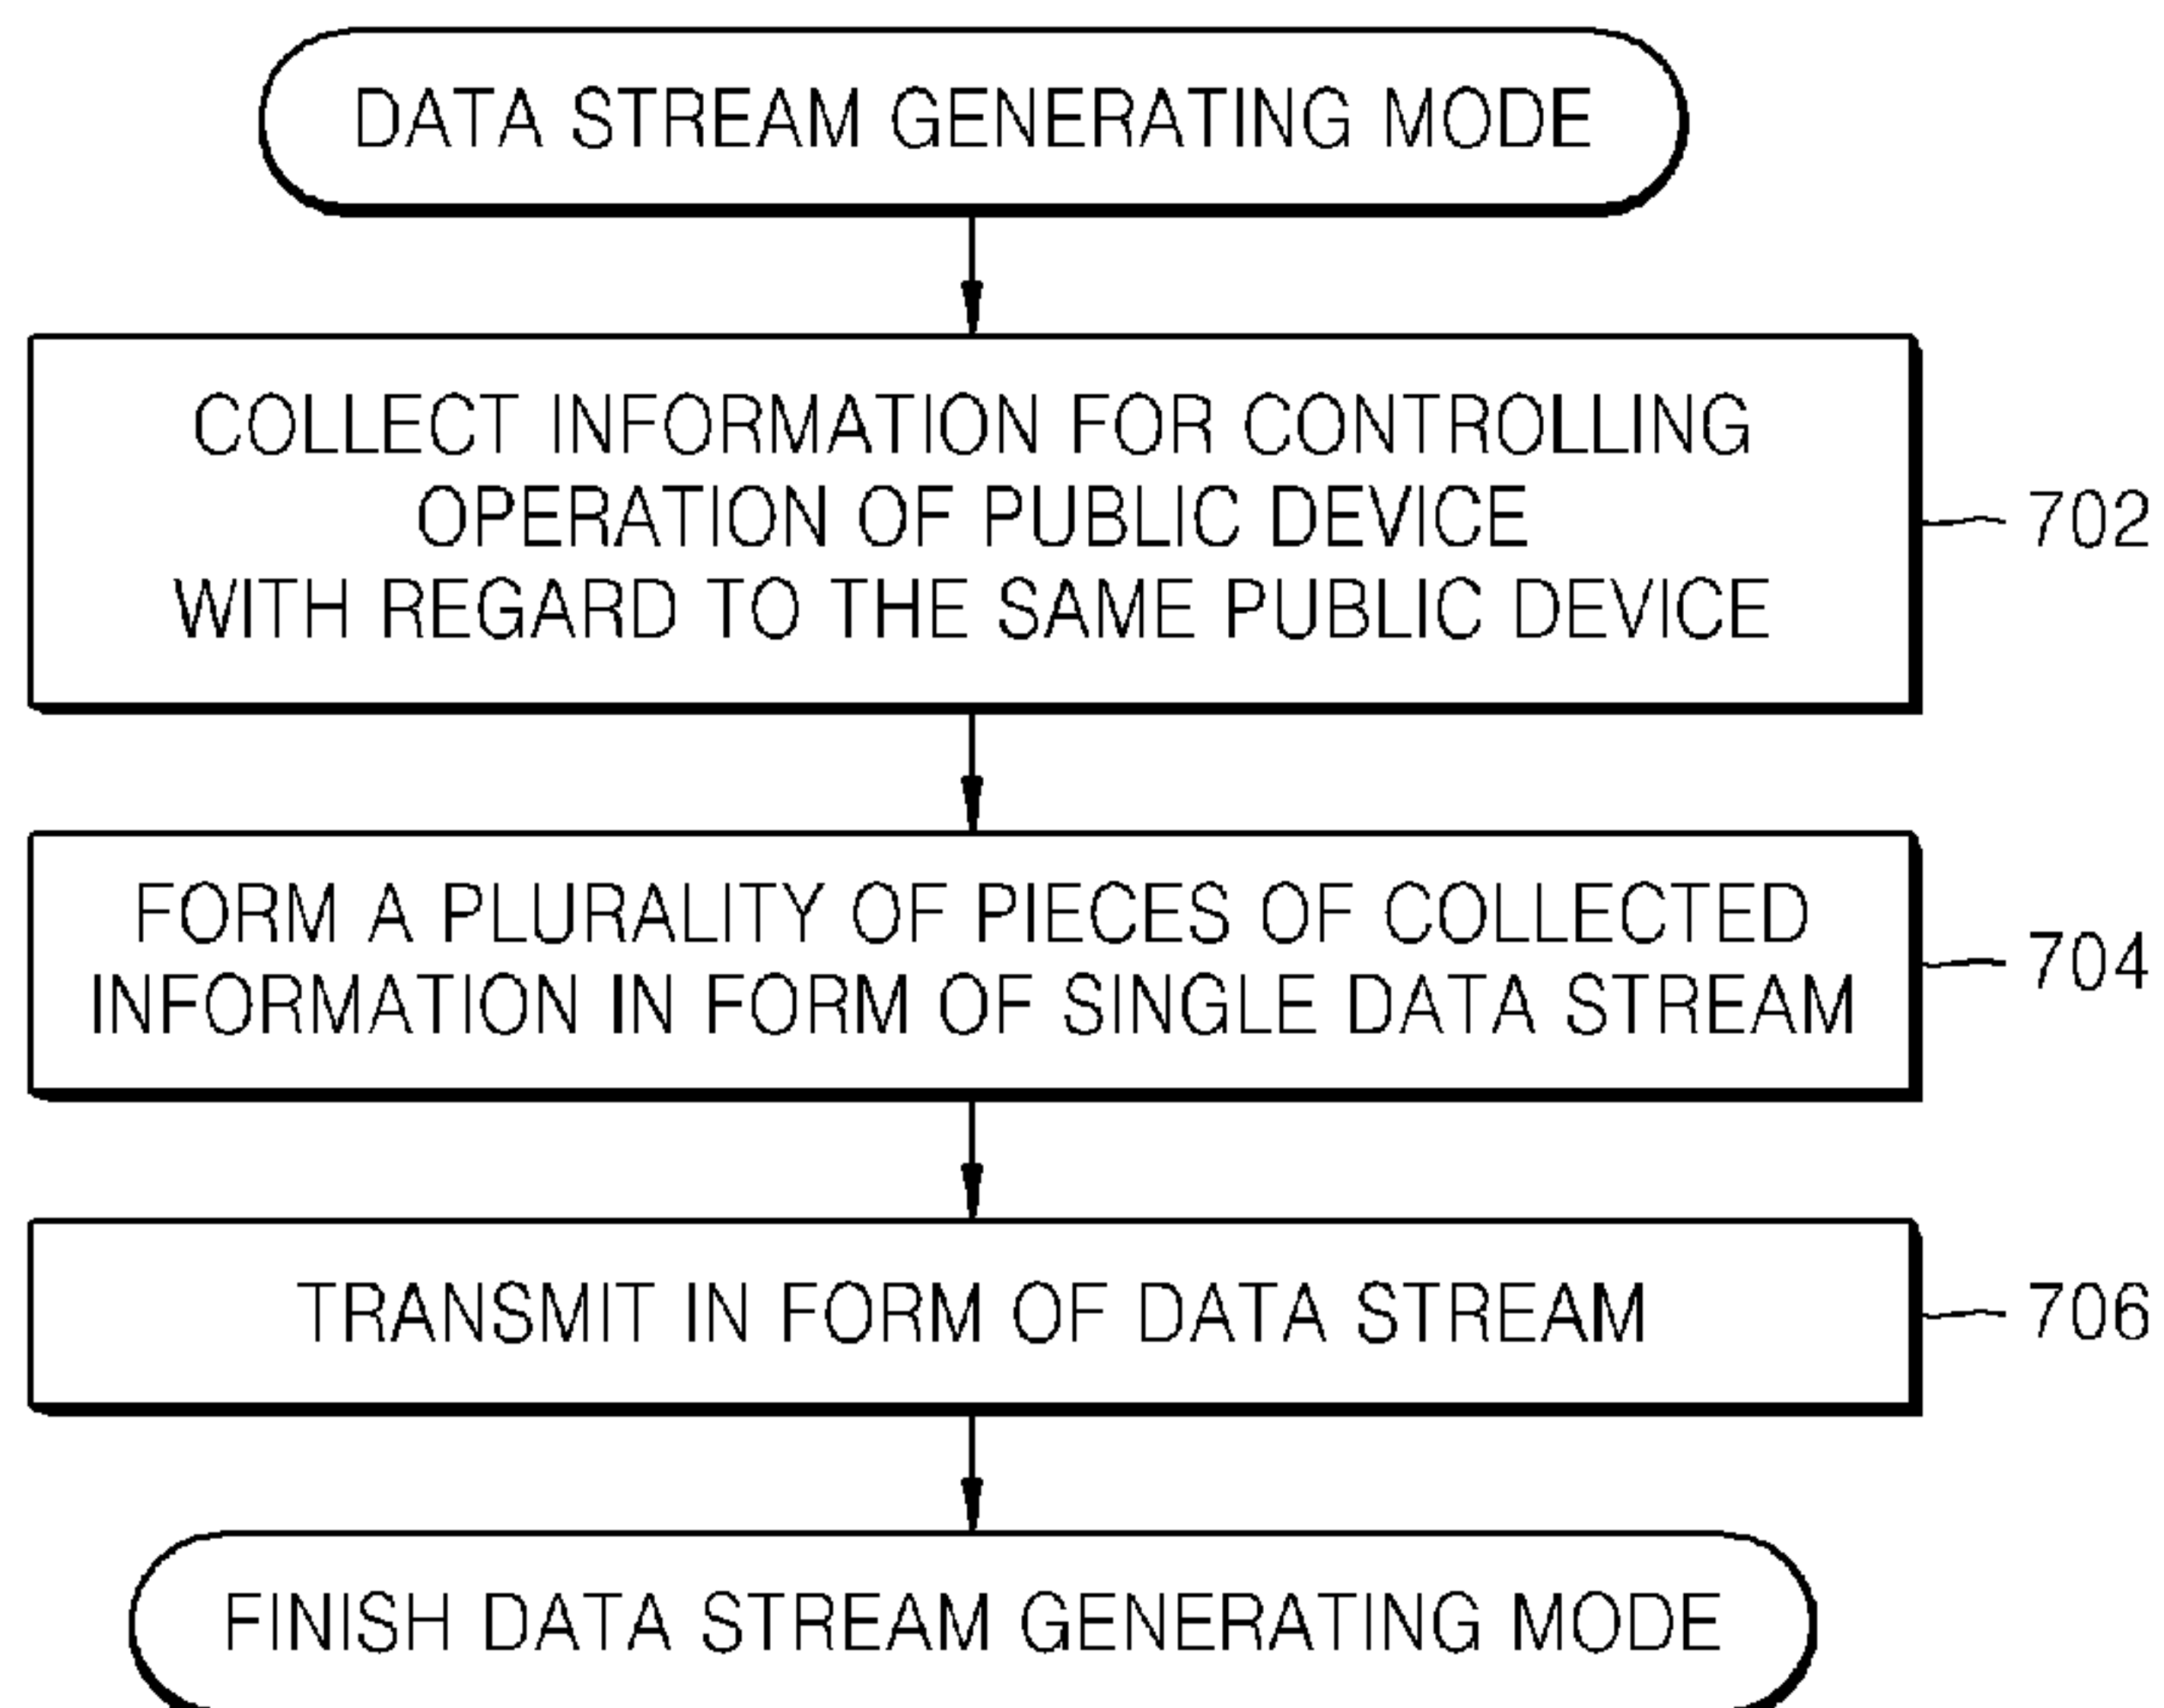 DATA STREAM GENERATING MODE
COLLECT INFORMATION FOR CONTROLLING
OPERATION OF PUBLIC DEVICE
WITH REGARD TO THE SAME PUBLIC DEVICE
702
FORM A PLURALITY OF PIECES OF COLLECTED
INFORMATION IN FORM OF SINGLE DATA STREAM
704
TRANSMIT IN FORM OF DATA STREAM
706
FINISH DATA STREAM GENERATING MODE